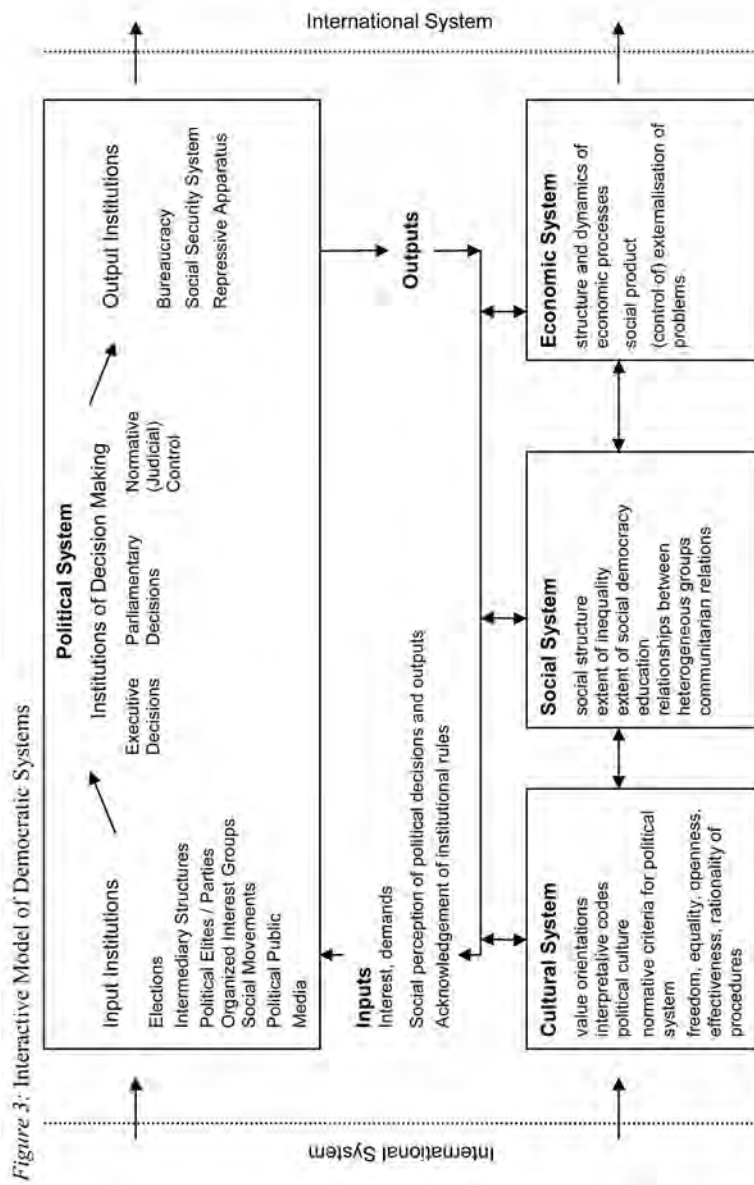 Figure 3: Interactive Model of Democratic Systems
International System
Political System
Input Institutions
Elections
Intermediary Structures
Political Elites / Parties
Organized Interest Groups
Social Movements
Political Public
Media
Institutions of Decision Making
Executive
Decisions
Parliamentary
Decisions
Normative
(Judicial)
Control
Output Institutions
Bureaucracy
Social Security System
Repressive Apparatus
Inputs
Interest, demands
Social perception of political decisions and outputs
Acknowledgement of institutional rules
Outputs
Cultural System
value orientations
interpretative codes
political culture
normative criteria for political
system
freedom, equality, openness,
effectiveness, rationality of
procedures
Social System
social structure
extent of inequality
extent of social democracy
education
relationships between
heterogeneous groups
communitarian relations
Economic System
structure and dynamics of
economic processes
social product
(control of) externalisation of
problems
International System